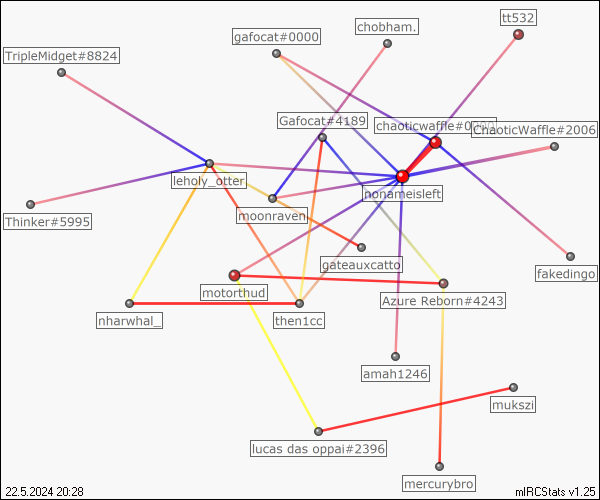 tt532
chobham.
gafocat#0000
TripleMidget#8824
Gafocat#4189
chaoticwaffle#0000
ChaoticWaffle#2006
leholy_otter
nonameisleft
moonraven
Thinker#5995
gateauxcatto
fakedingo
motorthud
Azure Reborn#4243
nharwhal_
then1cc
amah1246
mukszi
lucas das oppai#2396
mercurybro
22.5.2024 20:28
mIRCStats v1.25